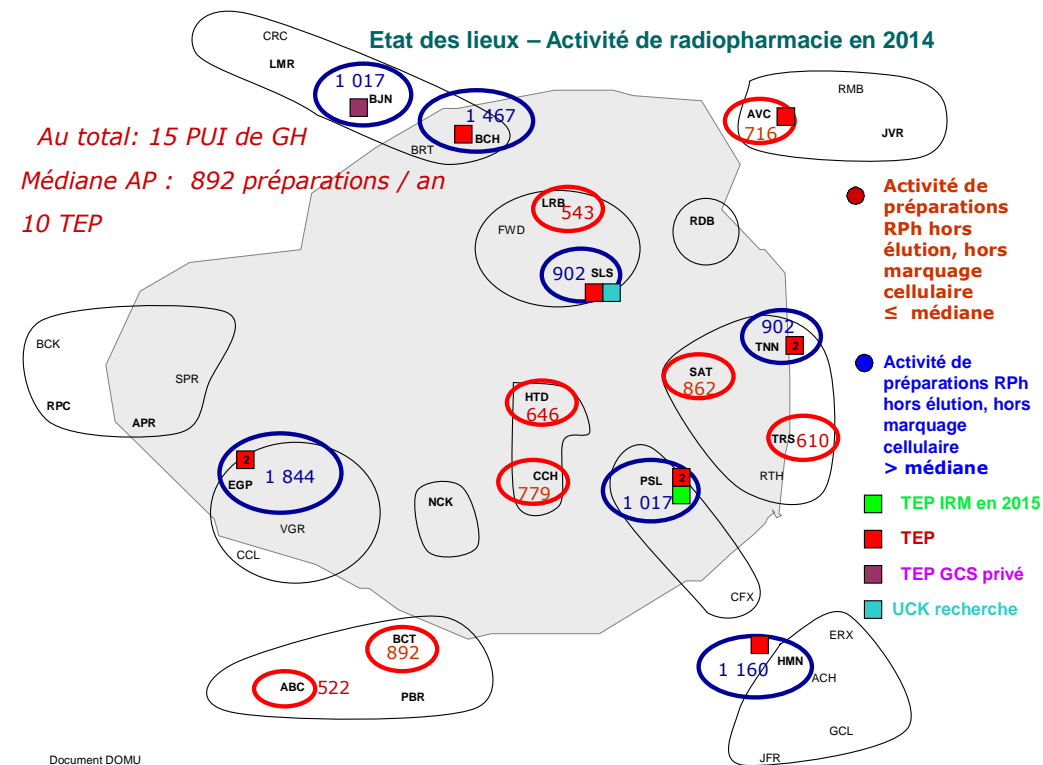 Etat des lieux – Activité de radiopharmacie en 2014
CRC
LMR
1 017
BJN
1 467
BCH
BRT
RMB
AVC
716
JVR
Au total: 15 PUI de GH
Médiane AP : 892 préparations / an
10 TEP
LRB
543
FWD
902 SLS
RDB
902
TNN 2
SAT
862
TRS 610
RTH
BCK
SPR
RPC
APR
HTD
646
CCH
779
2
EGP
1 844
VGR
CCL
NCK
PSL 2
1 017
CFX
BCT
892
ABC 522
PBR
ERX
HMN
1 160
ACH
GCL
JFR
Activité de
préparations
RPh hors
élution, hors
marquage
cellulaire
≤ médiane
Activité de
préparations RPh
hors élution, hors
marquage
cellulaire
> médiane
TEP IRM en 2015
TEP
TEP GCS privé
UCK recherche
Document DOMU